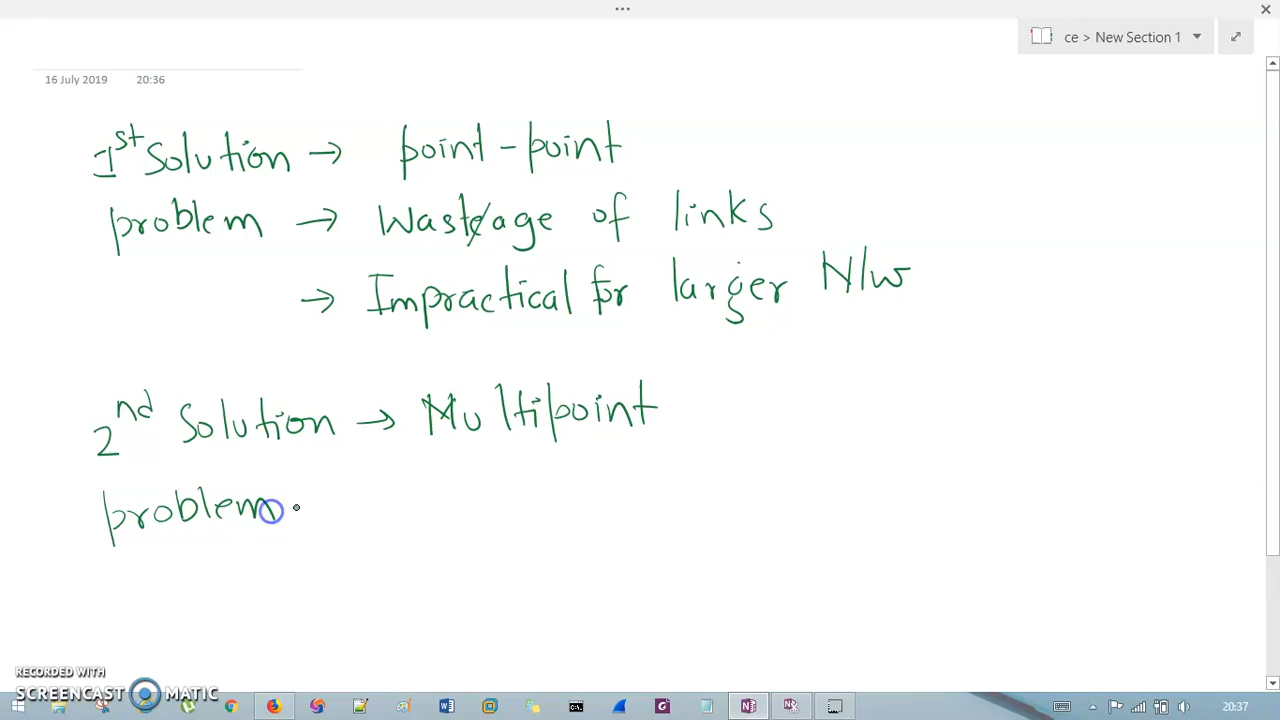 ...
ce > New Section 1
16 July 2019 20:36
1st Solution → point-point
problem → Wastage of links
→ Impractical for larger N/w
2nd Solution → Multipoint
problem
RECORDED WITH
SCREENCAST MATIC
20:37